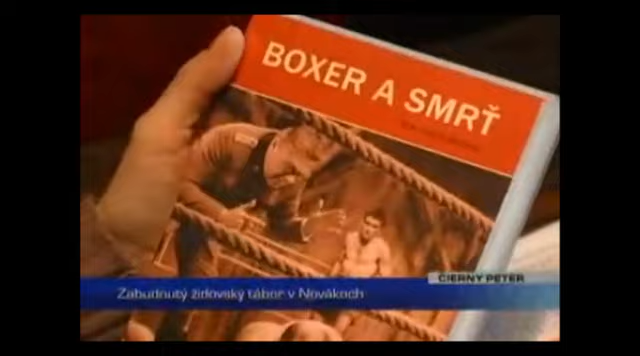 BOXER A SMRŤ
ČIERNY PETER
Zabudnutý židovský tábor v Novákoch